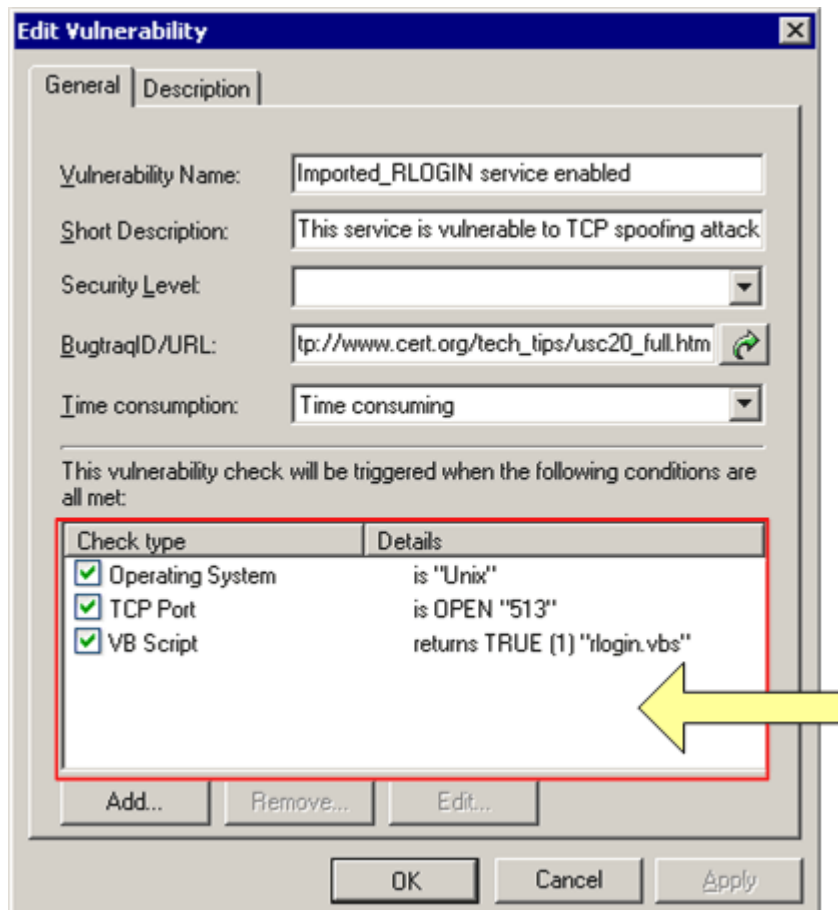 Edit Vulnerability
General Description
Vulnerability Name: Imported_RLOGIN service enabled
Short Description: This service is vulnerable to TCP spoofing attack
Security Level:
BugtraqID/URL: tp://www.cert.org/tech_tips/usc20_full.htm
Time consumption: Time consuming
This vulnerability check will be triggered when the following conditions are
all met:
Check type Details
Operating System is "Unix"
TCP Port is OPEN "513"
VB Script returns TRUE (1) "rlogin.vbs"
Add... Remove... Edit...
OK Cancel Apply